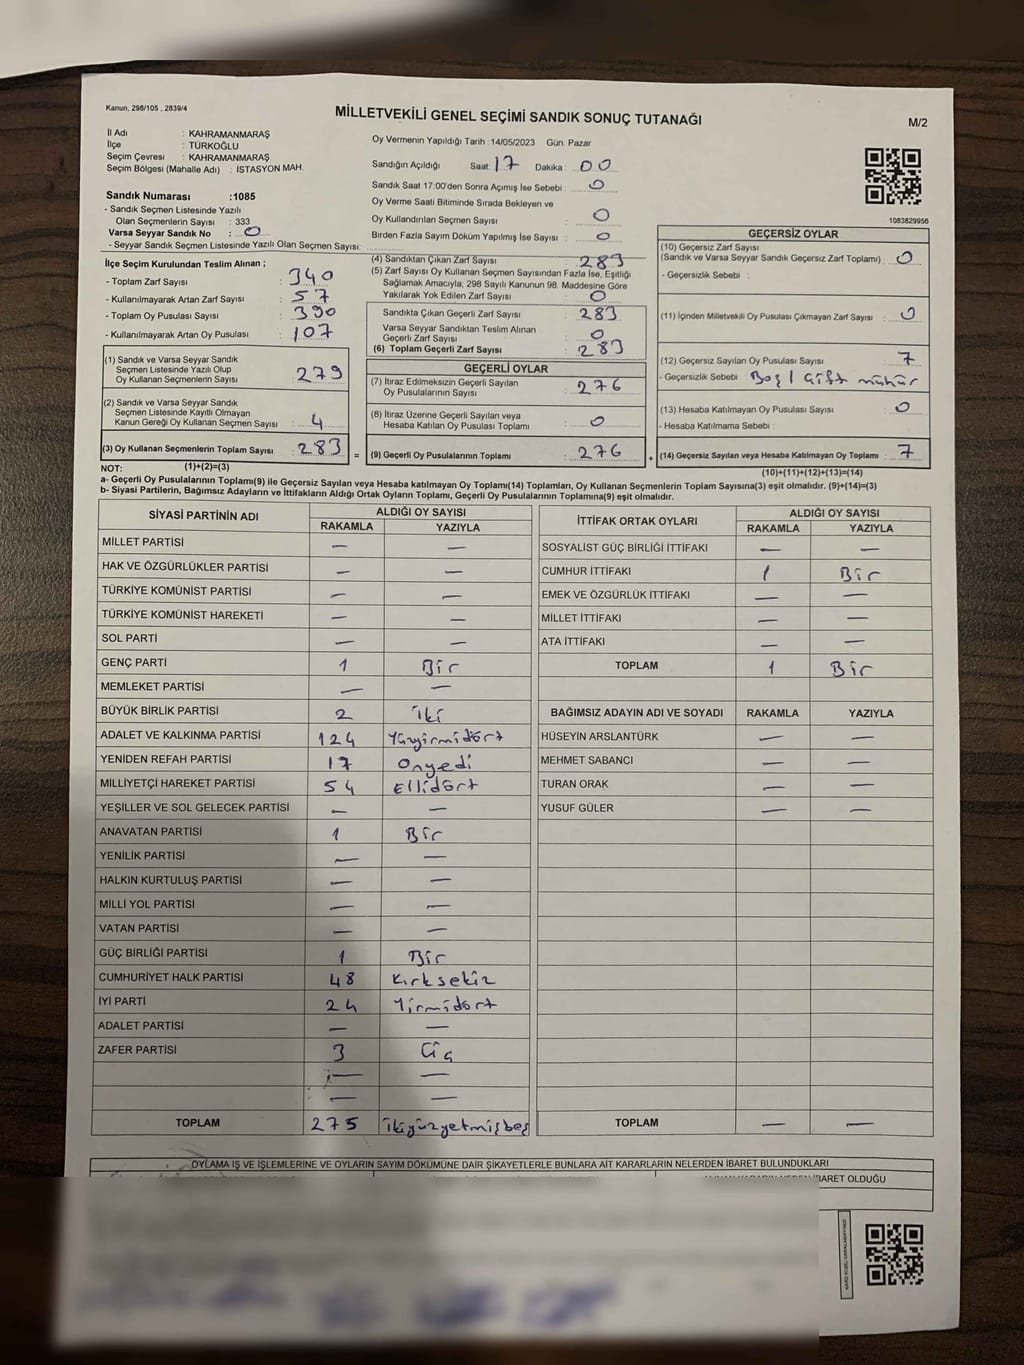 Kanun; 298/105 , 2839/4
MİLLETVEKİLİ GENEL SEÇİMİ SANDIK SONUÇ TUTANAĞI
M/2
İl Adı : KAHRAMANMARAŞ
İlçe : TÜRKOĞLU
Seçim Çevresi : KAHRAMANMARAŞ
Seçim Bölgesi (Mahalle Adı) : İSTASYON MAH.
Oy Vermenin Yapıldığı Tarih : 14/05/2023 Gün: Pazar
Sandığın Açıldığı Saat: 17 Dakika : 00
Sandık Saat 17:00'den Sonra Açımış İse Sebebi : 0
Oy Verme Saati Bitiminde Sırada Bekleyen ve
Oy Kullandırılan Seçmen Sayısı : 0
Birden Fazla Sayım Döküm Yapılmış İse Sayısı : 0
1083829956
Sandık Numarası :1085
- Sandık Seçmen Listesinde Yazılı
Olan Seçmenlerin Sayısı : 333
Varsa Seyyar Sandık No : 0
- Seyyar Sandık Seçmen Listesinde Yazılı Olan Seçmen Sayısı:
İlçe Seçim Kurulundan Teslim Alınan ;
- Toplam Zarf Sayısı : 340
- Kullanılmayarak Artan Zarf Sayısı : 57
- Toplam Oy Pusulası Sayısı : 390
- Kullanılmayarak Artan Oy Pusulası : 107
(1) Sandık ve Varsa Seyyar Sandık
Seçmen Listesinde Yazılı Olup
Oy Kullanan Seçmenlerin Sayısı : 279
(2) Sandık ve Varsa Seyyar Sandık
Seçmen Listesinde Kayıtlı Olmayan
Kanun Gereği Oy Kullanan Seçmen Sayısı : 4
(3) Oy Kullanan Seçmenlerin Toplam Sayısı : 283
(4) Sandıktan Çıkan Zarf Sayısı : 283
(5) Zarf Sayısı Oy Kullanan Seçmen Sayısından Fazla İse, Eşitliği
Sağlamak Amacıyla; 298 Sayılı Kanunun 98. Maddesine Göre
Yakılarak Yok Edilen Zarf Sayısı : 0
Sandıkta Çıkan Geçerli Zarf Sayısı : 283
Varsa Seyyar Sandıktan Teslim Alınan
Geçerli Zarf Sayısı : 0
(6) Toplam Geçerli Zarf Sayısı : 283
GEÇERLİ OYLAR
(7) İtiraz Edilmeksizin Geçerli Sayılan
Oy Pusulalarının Sayısı : 276
(8) İtiraz Üzerine Geçerli Sayılan veya
Hesaba Katılan Oy Pusulası Toplamı : 0
= (9) Geçerli Oy Pusulalarının Toplamı : 276 +
GEÇERSİZ OYLAR
(10) Geçersiz Zarf Sayısı
(Sandık ve Varsa Seyyar Sandık Geçersiz Zarf Toplamı) : 0
- Geçersizlik Sebebi :
(11) İçinden Milletvekili Oy Pusulası Çıkmayan Zarf Sayısı : 0
(12) Geçersiz Sayılan Oy Pusulası Sayısı : 7
- Geçersizlik Sebebi : Boş / Çift mühür
(13) Hesaba Katılmayan Oy Pusulası Sayısı : 0
- Hesaba Katılmama Sebebi :
(14) Geçersiz Sayılan veya Hesaba Katılmayan Oy Toplamı : 7
NOT: (1)+(2)=(3)
(10)+(11)+(12)+(13)=(14)
a- Geçerli Oy Pusulalarının Toplamı(9) ile Geçersiz Sayılan veya Hesaba Katılmayan Oy Toplamı(14) Toplamları, Oy Kullanan Seçmenlerin Toplam Sayısına(3) eşit olmalıdır. (9)+(14)=(3)
b- Siyasi Partilerin, Bağımsız Adayların ve İttifakların Aldığı Ortak Oyların Toplamı, Geçerli Oy Pusulalarının Toplamına(9) eşit olmalıdır.
SİYASİ PARTİNİN ADI ALDIĞI OY SAYISI
RAKAMLA YAZIYLA
MİLLET PARTİSİ — —
HAK VE ÖZGÜRLÜKLER PARTİSİ — —
TÜRKİYE KOMÜNİST PARTİSİ — —
TÜRKİYE KOMÜNİST HAREKETİ — —
SOL PARTİ — —
GENÇ PARTİ 1 Bir
MEMLEKET PARTİSİ — —
BÜYÜK BİRLİK PARTİSİ 2 iki
ADALET VE KALKINMA PARTİSİ 124 Yüzyirmidört
YENİDEN REFAH PARTİSİ 17 Onyedi
MİLLİYETÇİ HAREKET PARTİSİ 54 Ellidört
YEŞİLLER VE SOL GELECEK PARTİSİ — —
ANAVATAN PARTİSİ 1 Bir
YENİLİK PARTİSİ — —
HALKIN KURTULUŞ PARTİSİ — —
MİLLİ YOL PARTİSİ — —
VATAN PARTİSİ — —
GÜÇ BİRLİĞİ PARTİSİ 1 Bir
CUMHURİYET HALK PARTİSİ 48 Kırksekiz
İYİ PARTİ 24 Yirmidört
ADALET PARTİSİ — —
ZAFER PARTİSİ 3 Üç
— —
— —
TOPLAM 275 ikiyüzyetmişbeş
İTTİFAK ORTAK OYLARI ALDIĞI OY SAYISI
RAKAMLA YAZIYLA
SOSYALİST GÜÇ BİRLİĞİ İTTİFAKI — —
CUMHUR İTTİFAKI 1 Bir
EMEK VE ÖZGÜRLÜK İTTİFAKI — —
MİLLET İTTİFAKI — —
ATA İTTİFAKI — —
TOPLAM 1 Bir
BAĞIMSIZ ADAYIN ADI VE SOYADI RAKAMLA YAZIYLA
HÜSEYİN ARSLANTÜRK — —
MEHMET SABANCI — —
TURAN ORAK — —
YUSUF GÜLER — —
TOPLAM — —
OYLAMA İŞ VE İŞLEMLERİNE VE OYLARIN SAYIM DÖKÜMÜNE DAİR ŞİKAYETLERLE BUNLARA AİT KARARLARIN NELERDEN İBARET BULUNDUKLARI
OLDUĞU